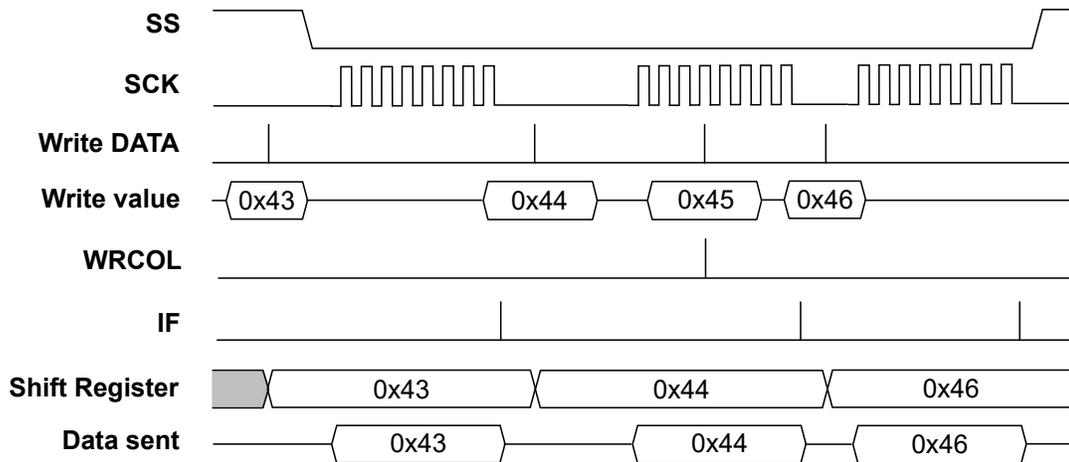 SS
SCK
Write DATA
Write value 0x43 0x44 0x45 0x46
WRCOL
IF
Shift Register 0x43 0x44 0x46
Data sent 0x43 0x44 0x46